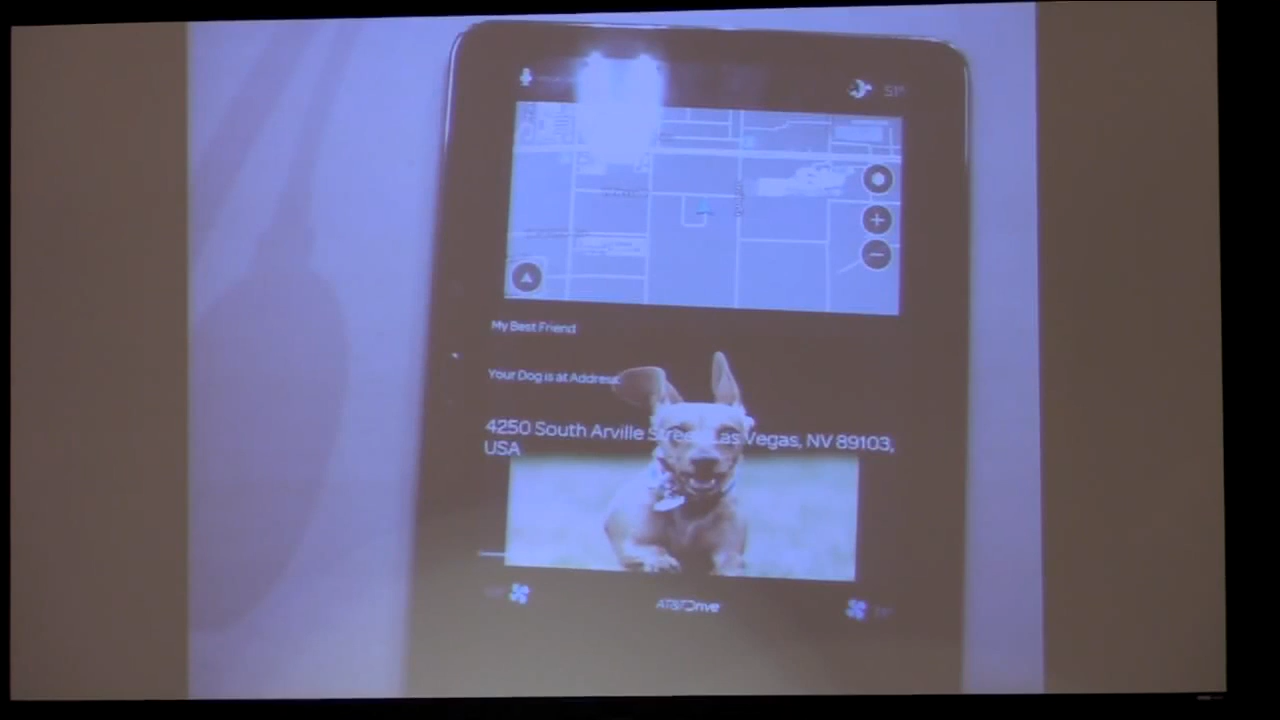 51°
My Best Friend
Your Dog is at Address:
4250 South Arville Street, Las Vegas, NV 89103,
USA
AT&T Drive